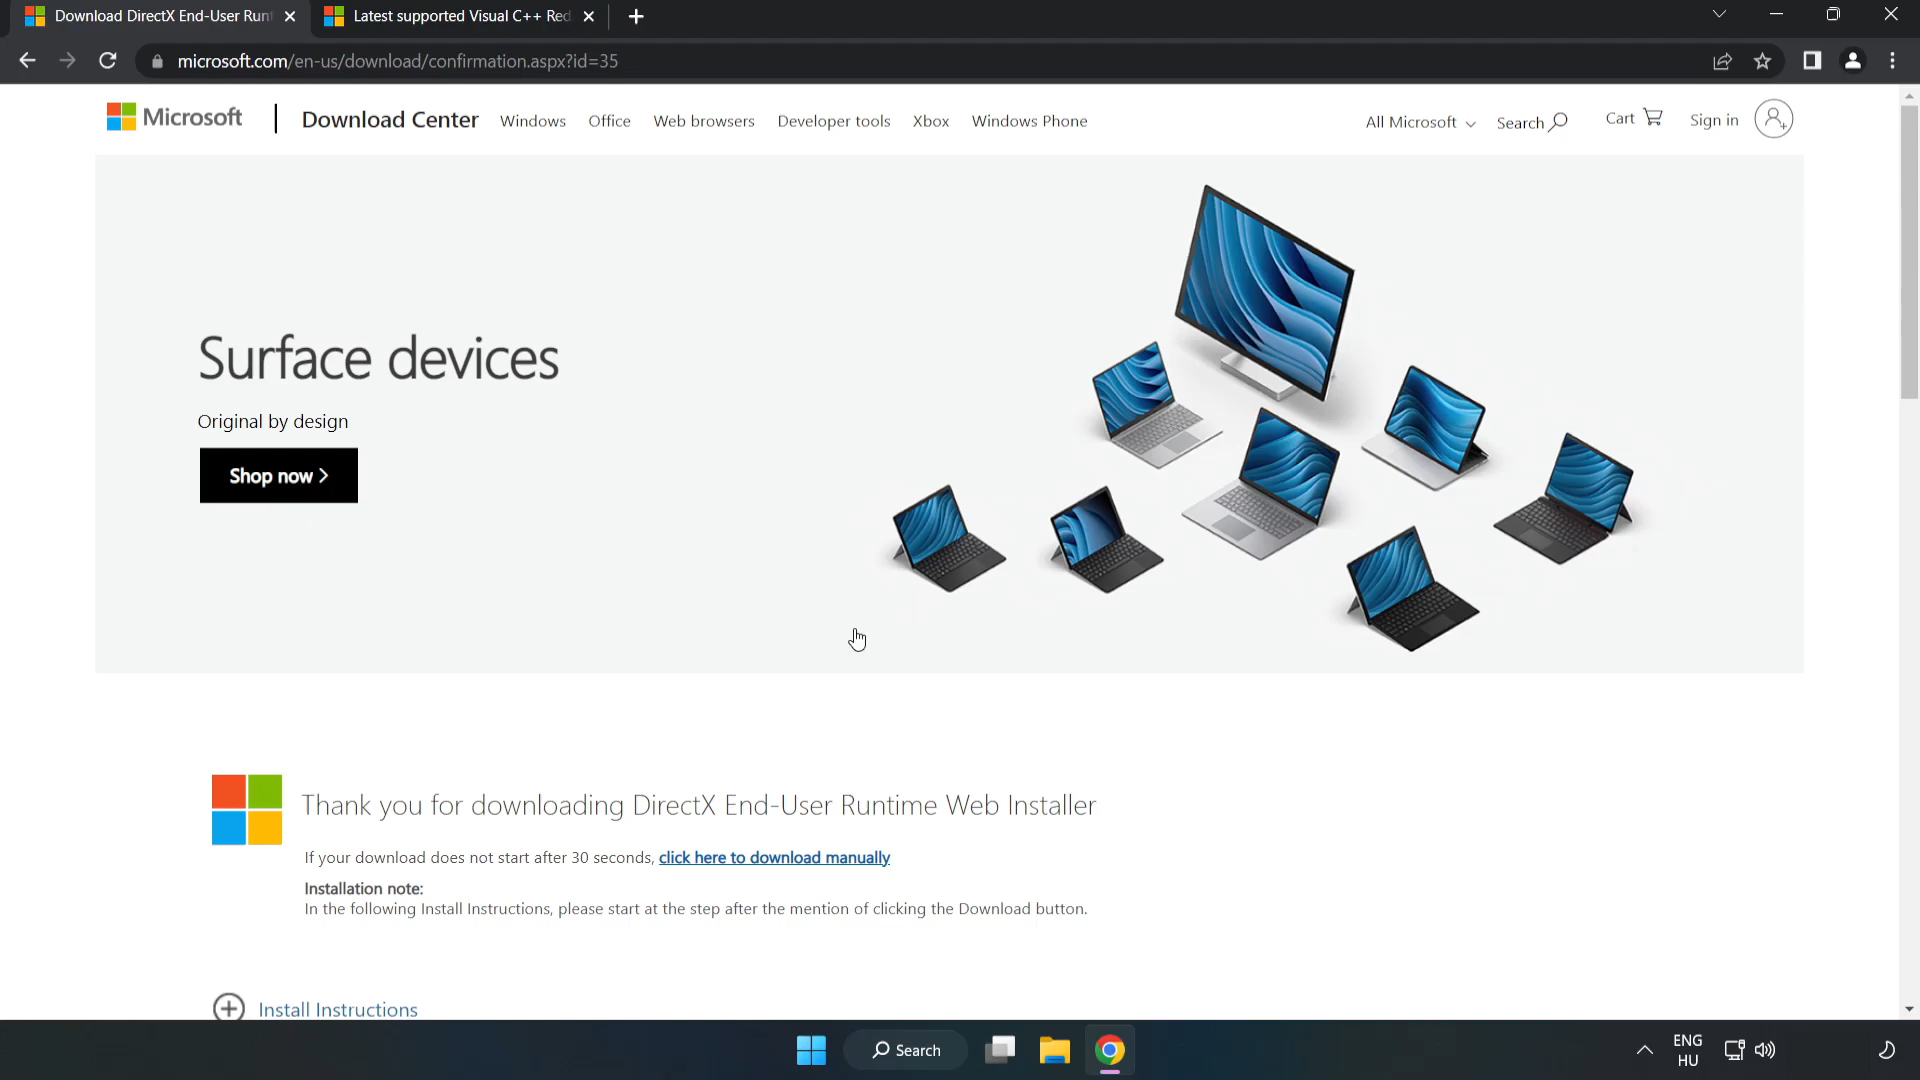 Download DirectX End-User Runt
Latest supported Visual C++ Red
microsoft.com/en-us/download/confirmation.aspx?id=35
Microsoft
Download Center
Windows
Office
Web browsers
Developer tools
Xbox
Windows Phone
All Microsoft
Search
Cart
Sign in
Surface devices
Original by design
Shop now
Thank you for downloading DirectX End-User Runtime Web Installer
If your download does not start after 30 seconds, click here to download manually
Installation note:
In the following Install Instructions, please start at the step after the mention of clicking the Download button.
Install Instructions
Search
ENG
HU